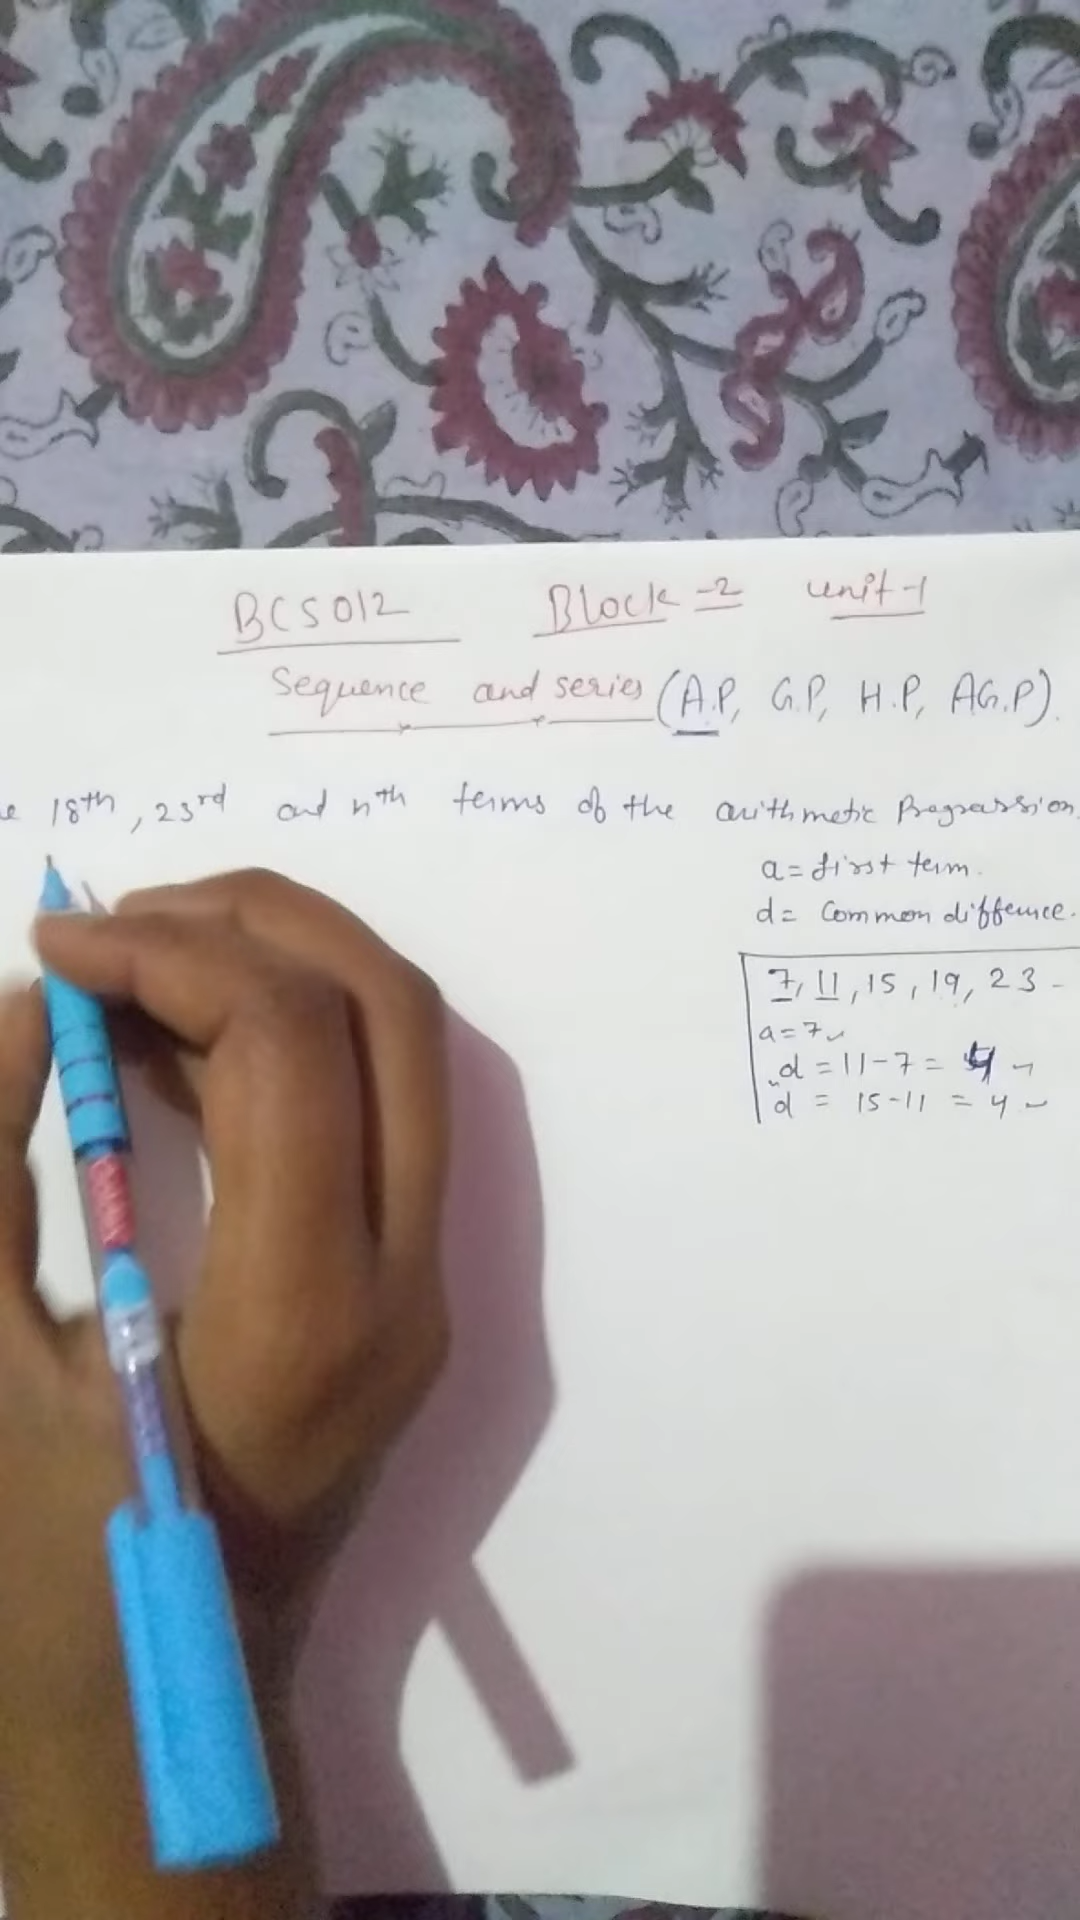 BCS012 Block-2 unit-1
Sequence and series (A.P, G.P, H.P, AG.P).
18th, 23rd and nth terms of the arithmetic Progression
a = first term.
d = Common diffence.
7, 11, 15, 19, 23 -
a = 7
d = 11-7 = 4
d = 15-11 = 4